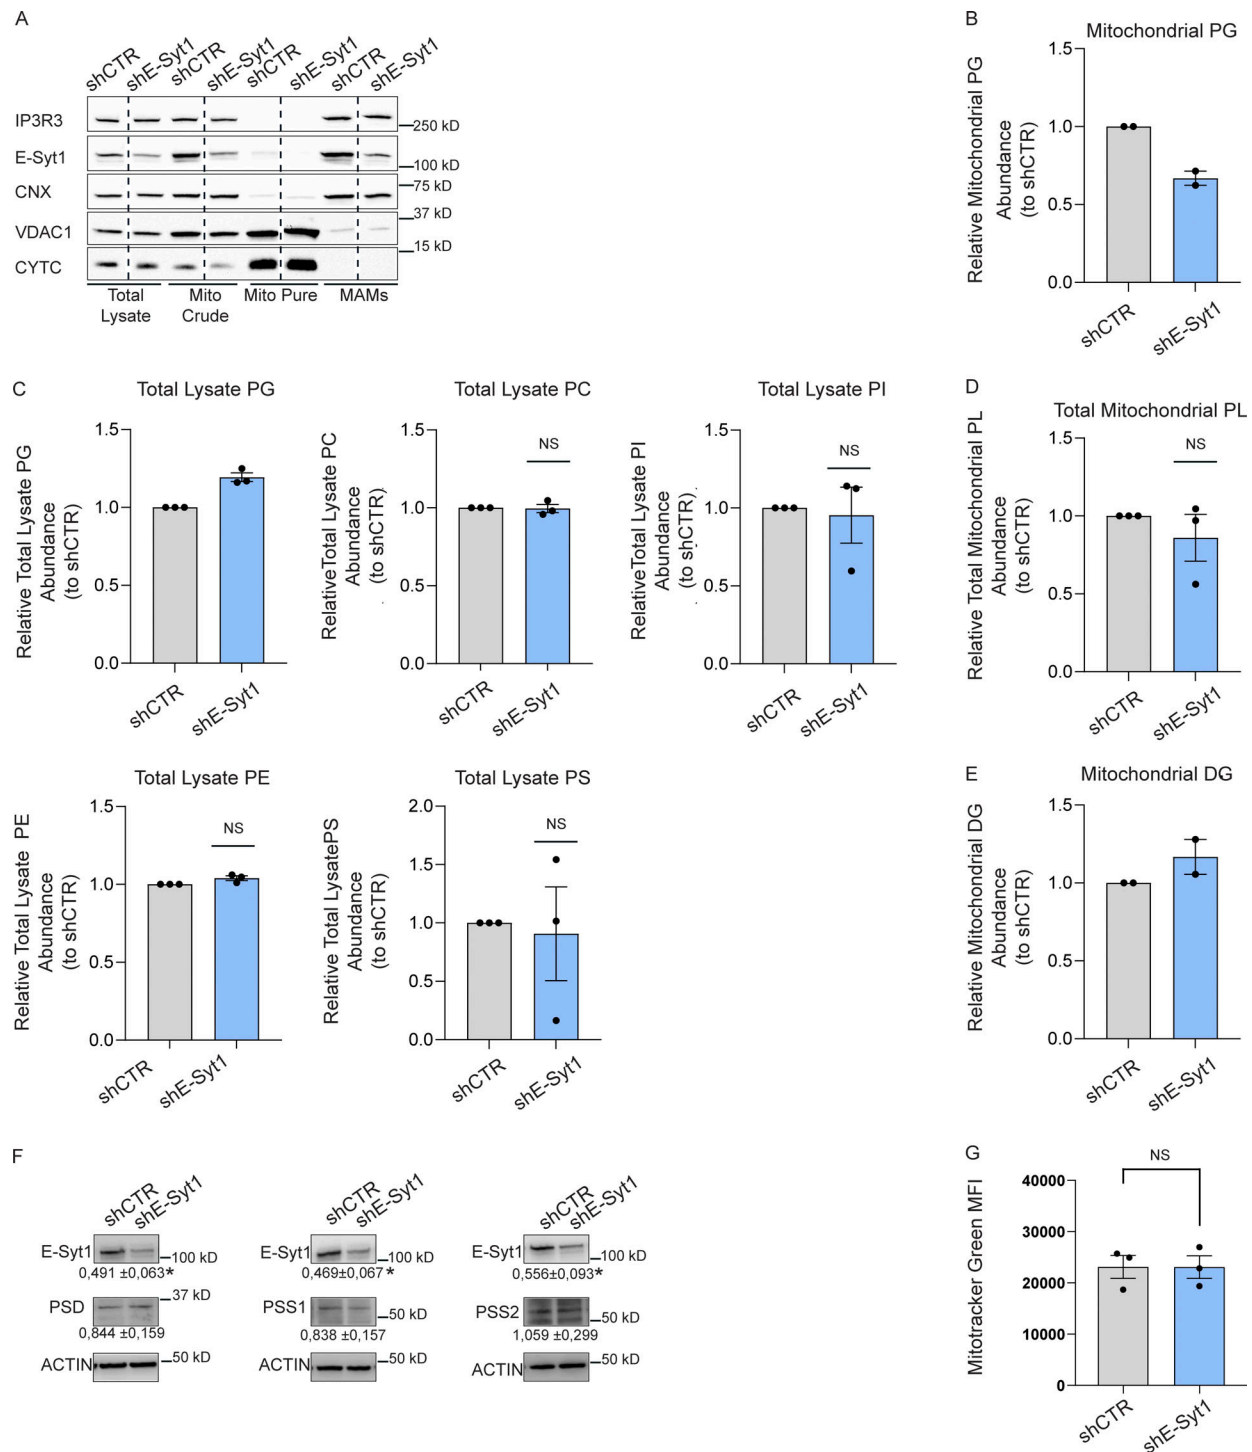 A
shCTR shE-Syt1 shCTR shE-Syt1 shCTR shE-Syt1 shCTR shE-Syt1
IP3R3
250 kD
E-Syt1
100 kD
CNX
75 kD
37 kD
VDAC1
15 kD
CYTC
Total Lysate
Mito Crude
Mito Pure
MAMs
B
Mitochondrial PG
Relative Mitochondrial PG
Abundance
(to shCTR)
1.5
1.0
0.5
0.0
shCTR
shE-Syt1
C
Total Lysate PG
Relative Total Lysate PG
Abundance
(to shCTR)
1.5
1.0
0.5
0.0
shCTR
shE-Syt1
Total Lysate PC
RelativeTotal Lysate PC
Abundance
(to shCTR)
1.5
1.0
0.5
0.0
NS
shCTR
shE-Syt1
Total Lysate PI
RelativeTotal Lysate PI
Abundance
(to shCTR)
1.5
1.0
0.5
0.0
NS
shCTR
shE-Syt1
D
Total Mitochondrial PL
Relative Total Mitochondrial PL
Abundance
(to shCTR)
1.5
1.0
0.5
0.0
NS
shCTR
shE-Syt1
Total Lysate PE
Relative Total Lysate PE
Abundance
(to shCTR)
1.5
1.0
0.5
0.0
NS
shCTR
shE-Syt1
Total Lysate PS
Relative Total LysatePS
Abundance
(to shCTR)
2.0
1.5
1.0
0.5
0.0
NS
shCTR
shE-Syt1
E
Mitochondrial DG
Relative Mitochondrial DG
Abundance
(to shCTR)
1.5
1.0
0.5
0.0
shCTR
shE-Syt1
F
shCTR shE-Syt1
E-Syt1
100 kD
0,491 ±0,063*
37 kD
PSD
0,844 ±0,159
50 kD
ACTIN
shCTR shE-Syt1
E-Syt1
100 kD
0,469±0,067 *
PSS1
50 kD
0,838 ±0,157
50 kD
ACTIN
shCTR shE-Syt1
E-Syt1
100 kD
0,556±0,093*
PSS2
50 kD
1,059 ±0,299
50 kD
ACTIN
G
Mitotracker Green MFI
40000
30000
20000
10000
0
NS
shCTR
shE-Syt1